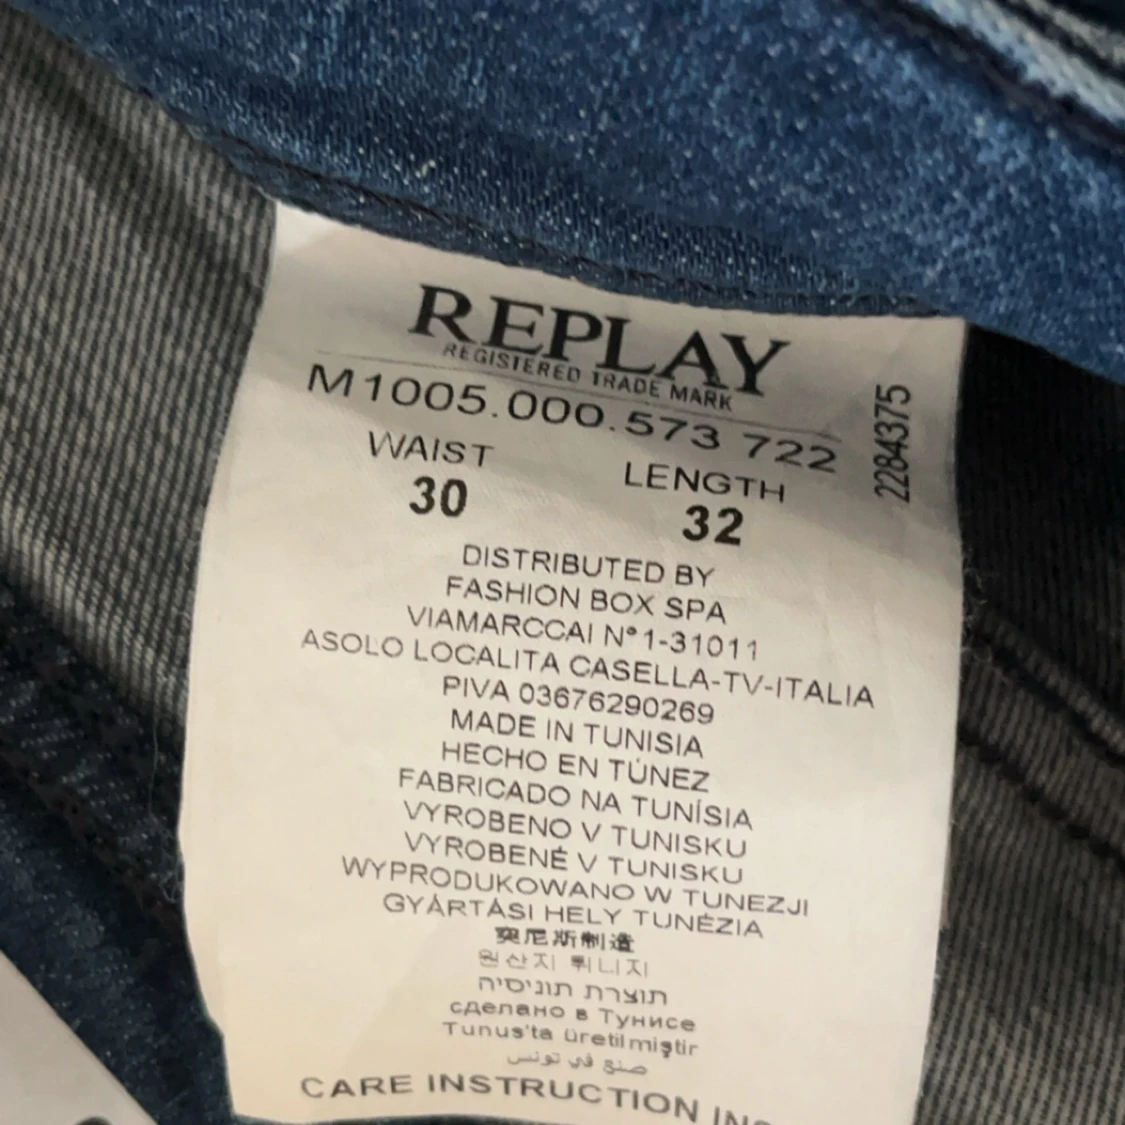 REPLAY
REGISTERED TRADE MARK
M1005.000.573 722
2284375
WAIST LENGTH
30 32
DISTRIBUTED BY
FASHION BOX SPA
VIAMARCCAI N°1-31011
ASOLO LOCALITA CASELLA-TV-ITALIA
PIVA 03676290269
MADE IN TUNISIA
HECHO EN TÚNEZ
FABRICADO NA TUNÍSIA
VYROBENO V TUNISKU
VYROBENÉ V TUNISKU
WYPRODUKOWANO W TUNEZJI
GYÁRTÁSI HELY TUNÉZIA
突尼斯制造
원산지 튀니지
תוצרת תוניסיה
сделано в Тунисе
Tunus'ta üretilmiştir
صنع في تونس
CARE INSTRUCTION